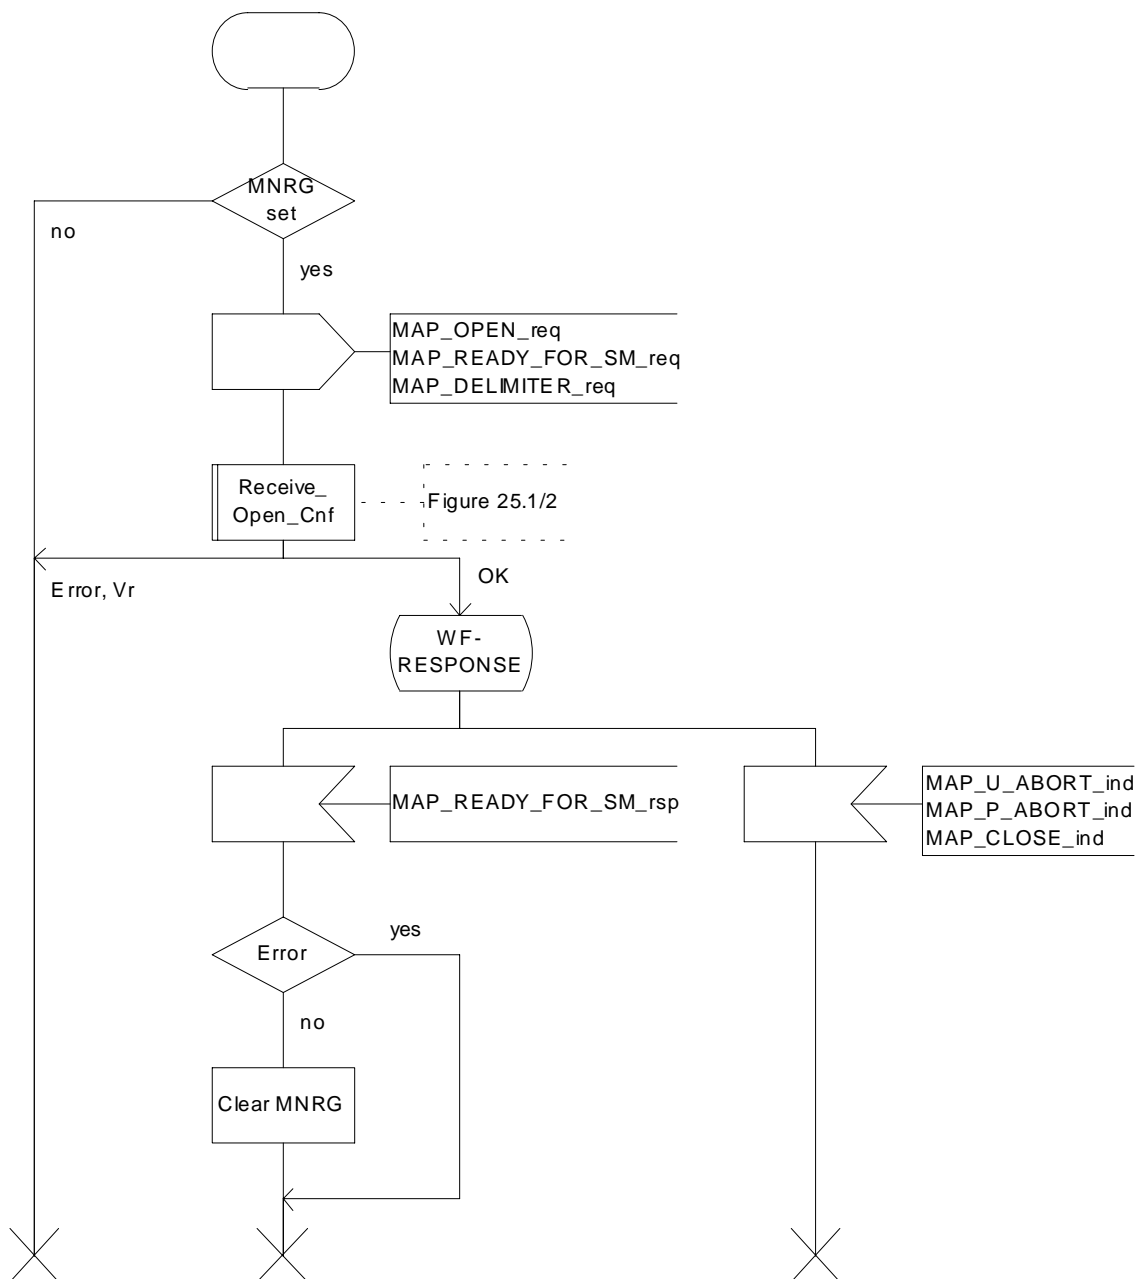 MNRG
set
no
yes
MAP_OPEN_req
MAP_READY_FOR_SM_req
MAP_DELIMITER_req
Receive_
Open_Cnf
Figure 25.1/2
Error, Vr
OK
WF-
RESPONSE
MAP_READY_FOR_SM_rsp
MAP_U_ABORT_ind
MAP_P_ABORT_ind
MAP_CLOSE_ind
Error
yes
no
Clear MNRG